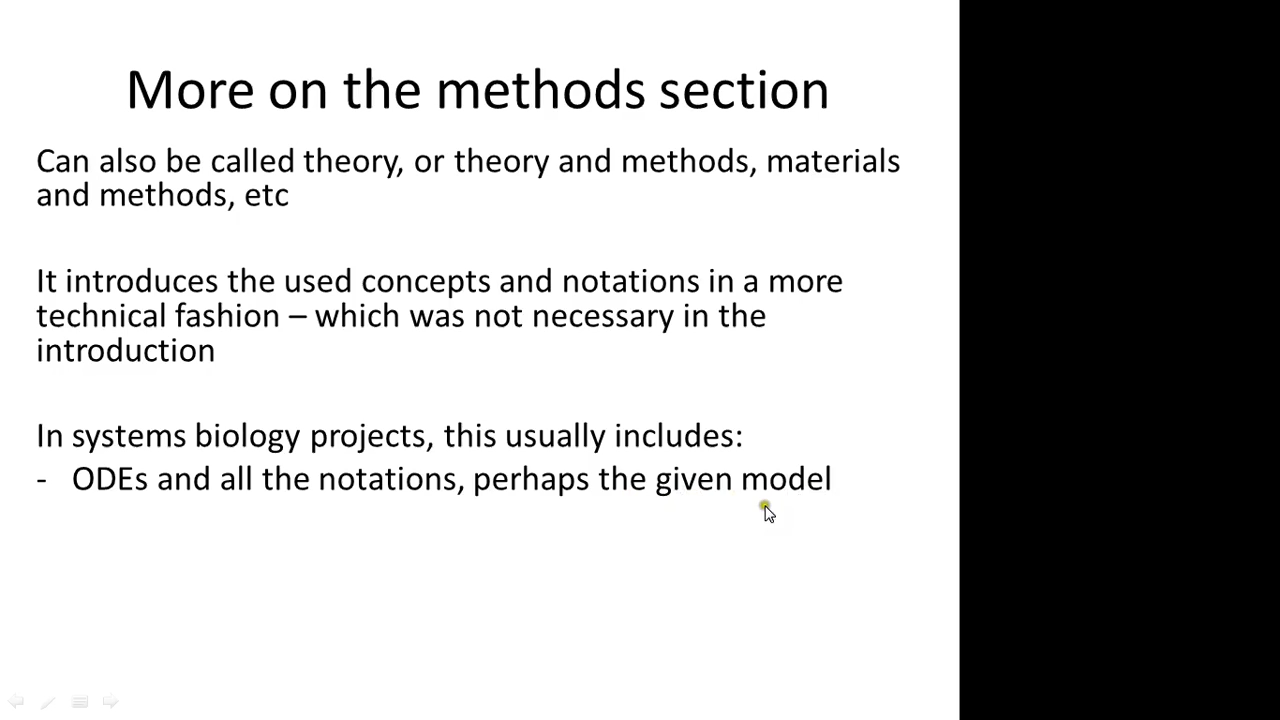 More on the methods section
Can also be called theory, or theory and methods, materials
and methods, etc
It introduces the used concepts and notations in a more
technical fashion – which was not necessary in the
introduction
In systems biology projects, this usually includes:
- ODEs and all the notations, perhaps the given model